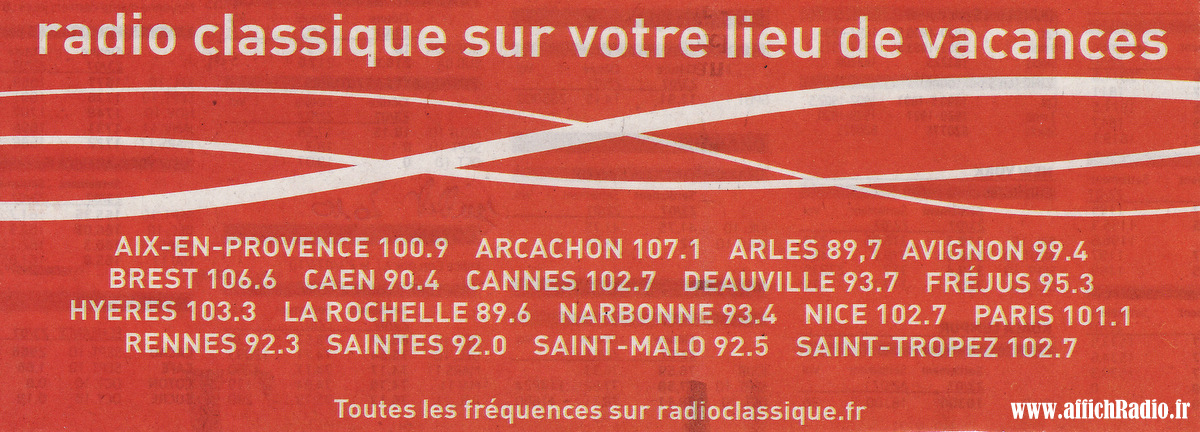 radio classique sur votre lieu de vacances
AIX-EN-PROVENCE 100.9 ARCACHON 107.1 ARLES 89,7 AVIGNON 99.4
BREST 106.6 CAEN 90.4 CANNES 102.7 DEAUVILLE 93.7 FRÉJUS 95.3
HYERES 103.3 LA ROCHELLE 89.6 NARBONNE 93.4 NICE 102.7 PARIS 101.1
RENNES 92.3 SAINTES 92.0 SAINT-MALO 92.5 SAINT-TROPEZ 102.7
Toutes les fréquences sur radioclassique.fr
www.affichRadio.fr